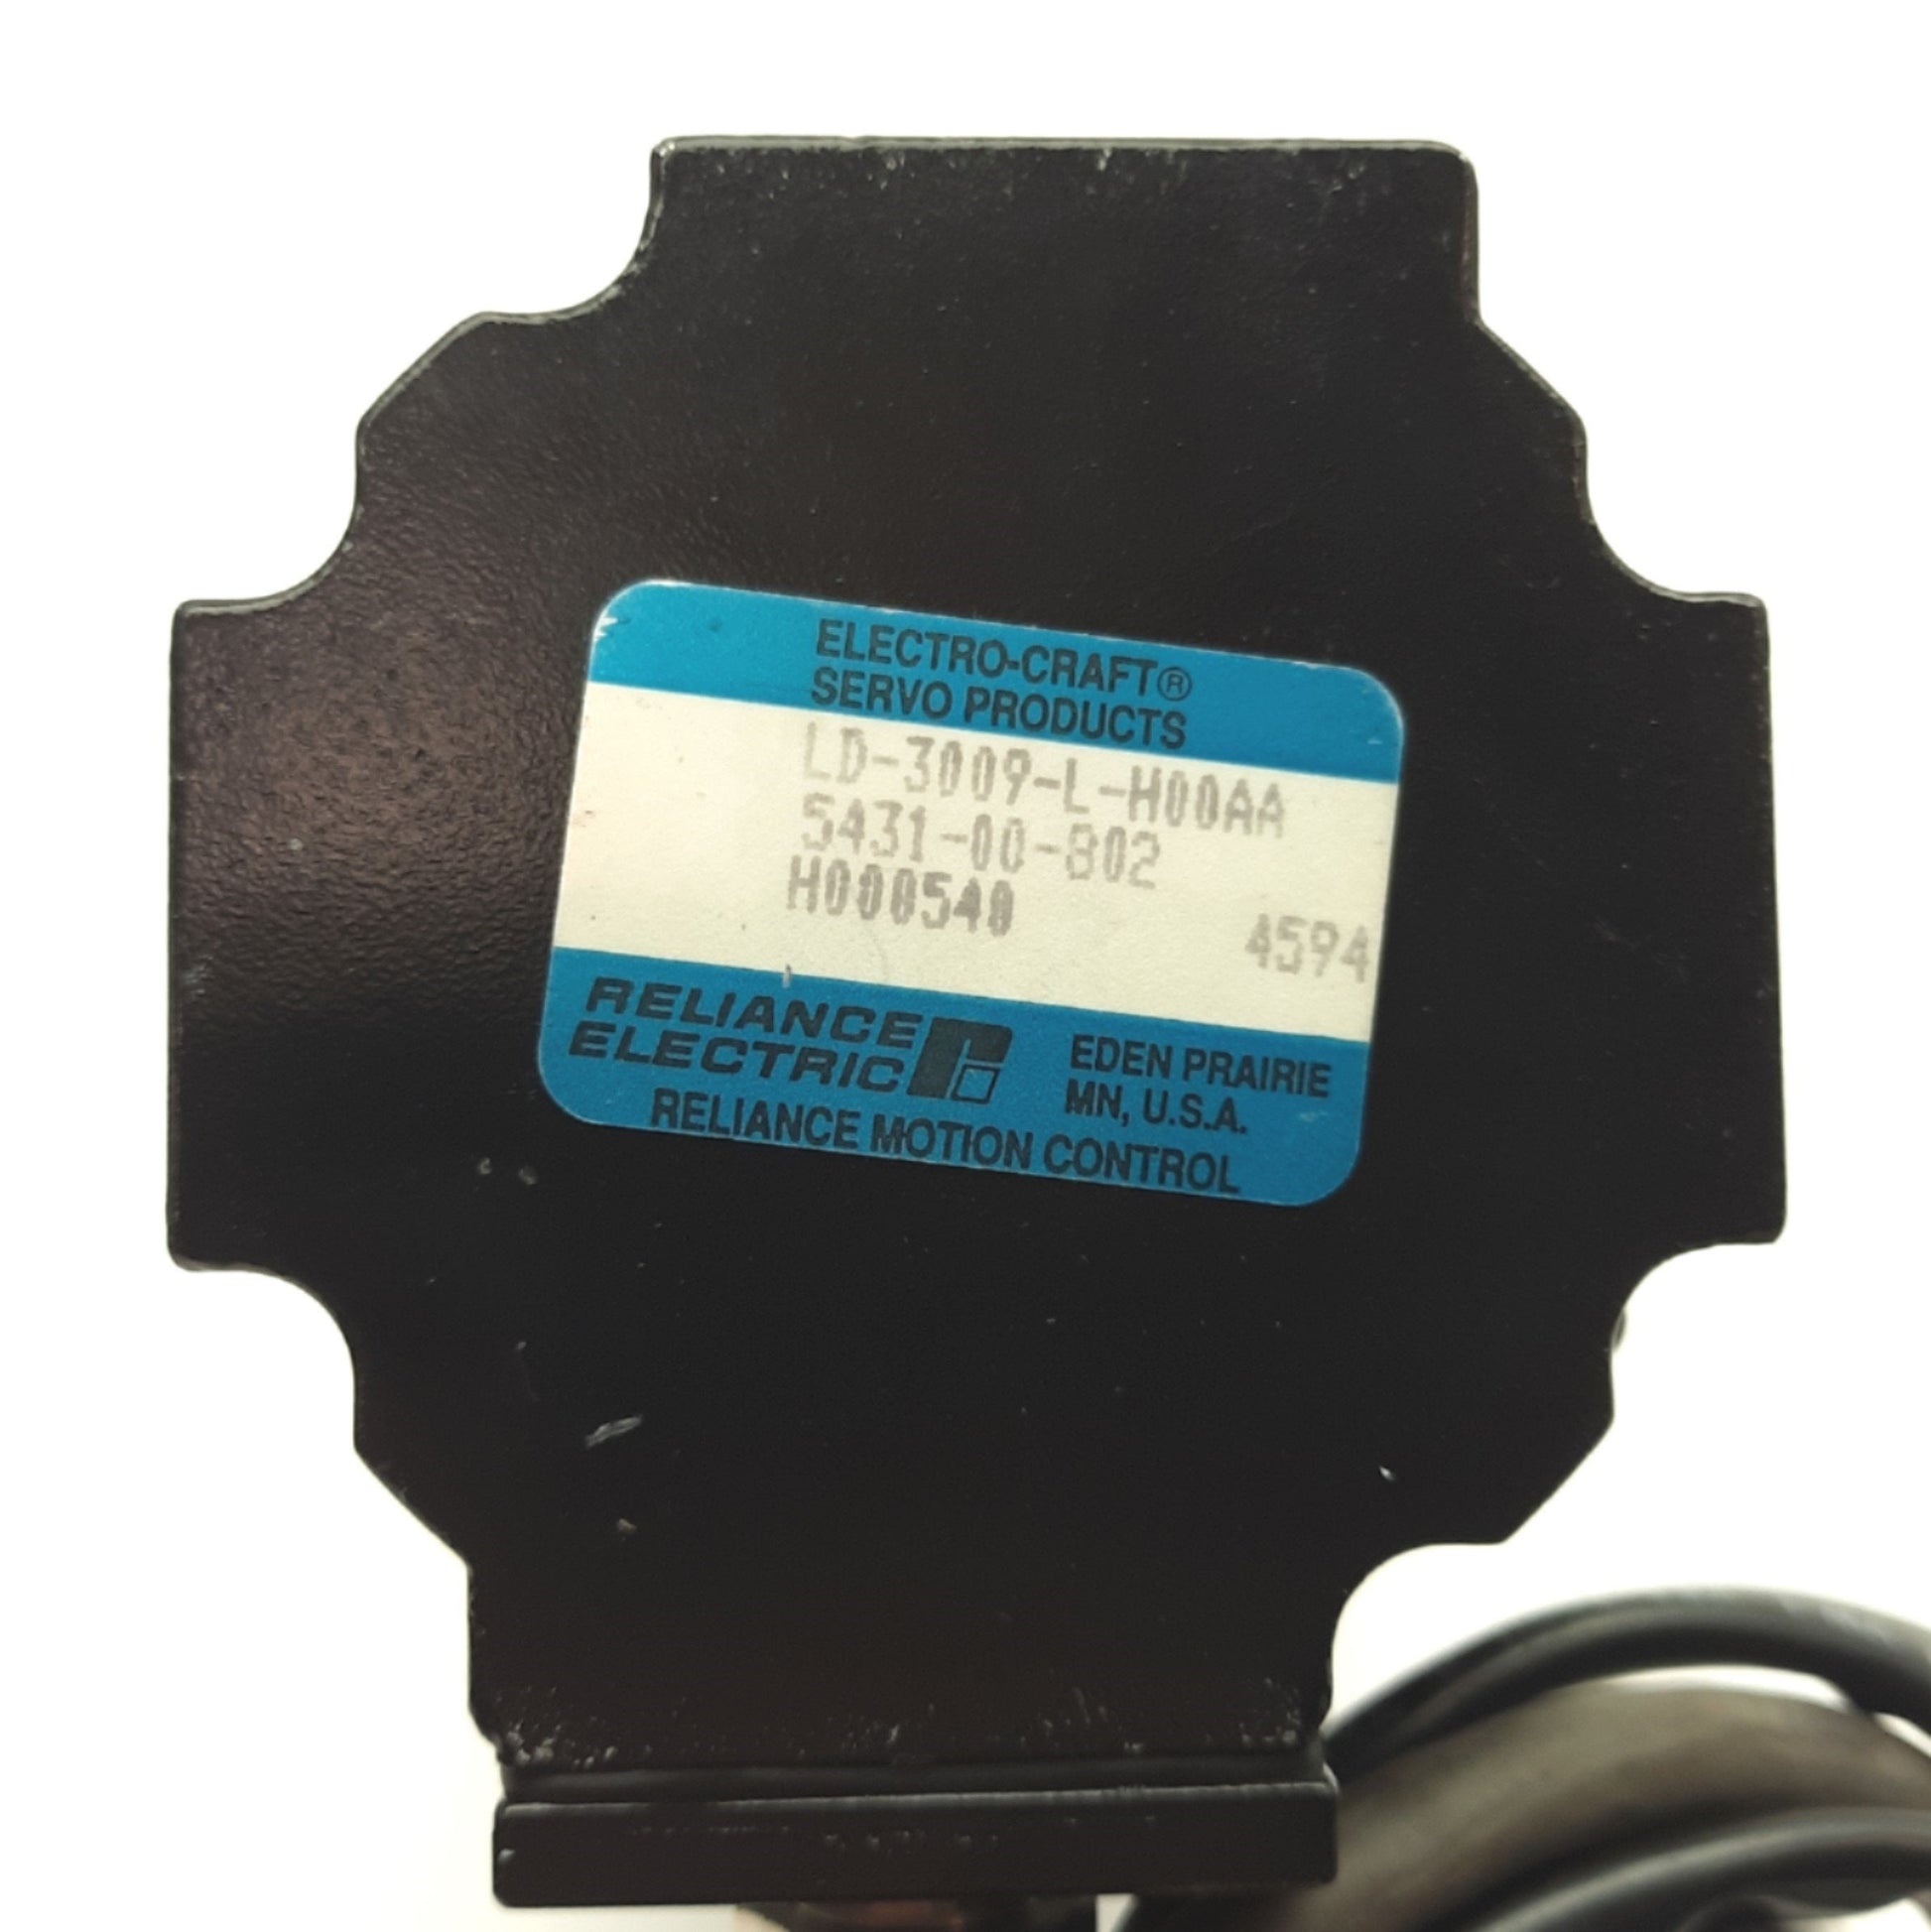 ELECTRO-CRAFT®
SERVO PRODUCTS
LD-3009-L-H00AA
5431-00-802
H000540
4594
RELIANCE
ELECTRIC
EDEN PRAIRIE
MN, U.S.A.
RELIANCE MOTION CONTROL